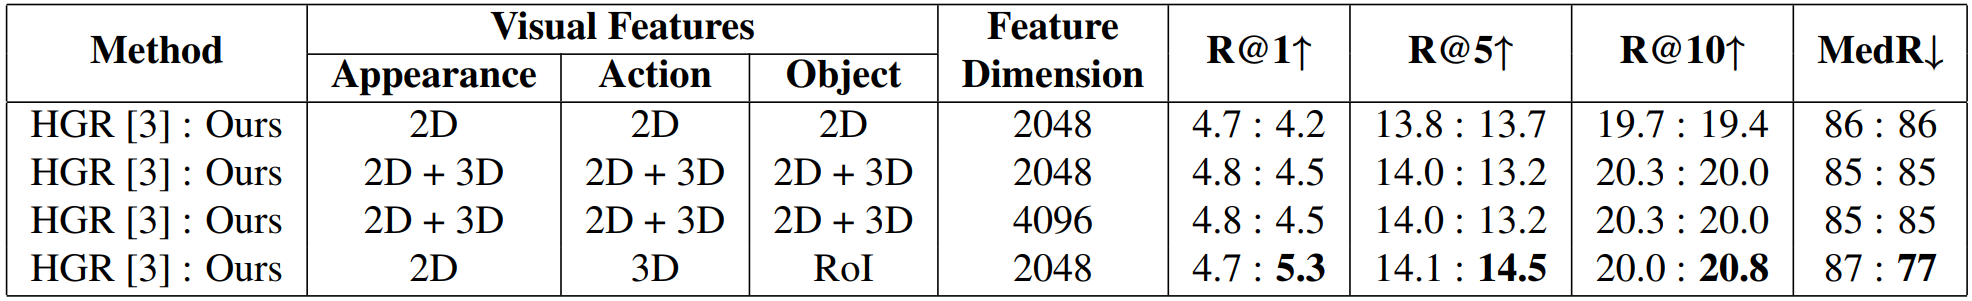 Method Visual Features Feature Dimension R@1↑ R@5↑ R@10↑ MedR↓
Appearance Action Object
HGR [3] : Ours 2D 2D 2D 2048 4.7 : 4.2 13.8 : 13.7 19.7 : 19.4 86 : 86
HGR [3] : Ours 2D + 3D 2D + 3D 2D + 3D 2048 4.8 : 4.5 14.0 : 13.2 20.3 : 20.0 85 : 85
HGR [3] : Ours 2D + 3D 2D + 3D 2D + 3D 4096 4.8 : 4.5 14.0 : 13.2 20.3 : 20.0 85 : 85
HGR [3] : Ours 2D 3D RoI 2048 4.7 : 5.3 14.1 : 14.5 20.0 : 20.8 87 : 77